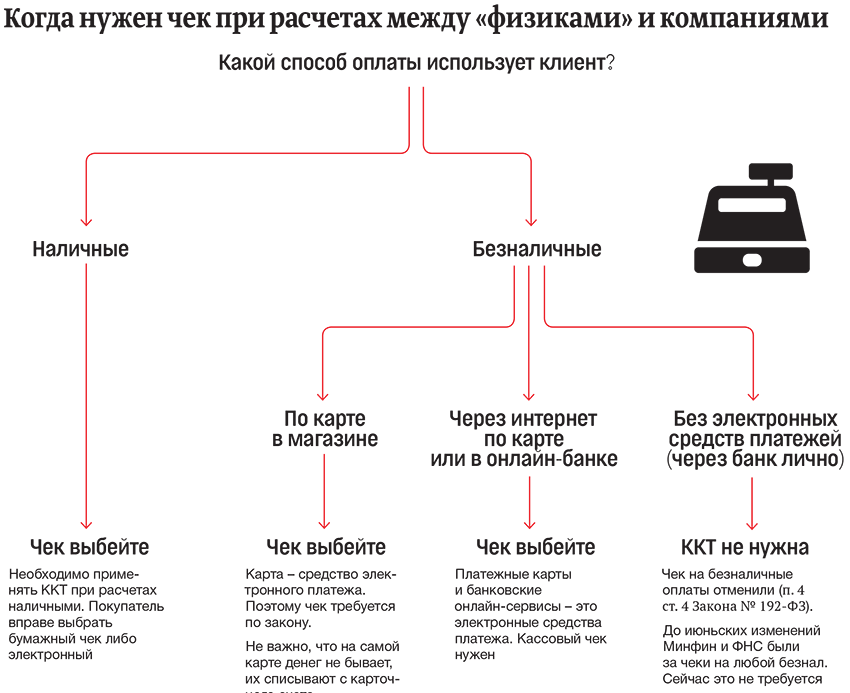 Когда нужен чек при расчетах между «физиками» и компаниями
Какой способ оплаты использует клиент?
Наличные
Безналичные
По карте
в магазине
Через интернет
по карте
или в онлайн-банке
Без электронных
средств платежей
(через банк лично)
Чек выбейте
Необходимо приме-
нять ККТ при расчетах
наличными. Покупатель
вправе выбрать
бумажный чек либо
электронный
Чек выбейте
Карта – средство элек-
тронного платежа.
Поэтому чек требуется
по закону.
Не важно, что на самой
карте денег не бывает,
их списывают с карточ-
Чек выбейте
Платежные карты
и банковские
онлайн-сервисы – это
электронные средства
платежа. Кассовый чек
нужен
ККТ не нужна
Чек на безналичные
оплаты отменили (п. 4
ст. 4 Закона № 192-ФЗ).
До июньских изменений
Минфин и ФНС были
за чеки на любой безнал.
Сейчас это не требуется